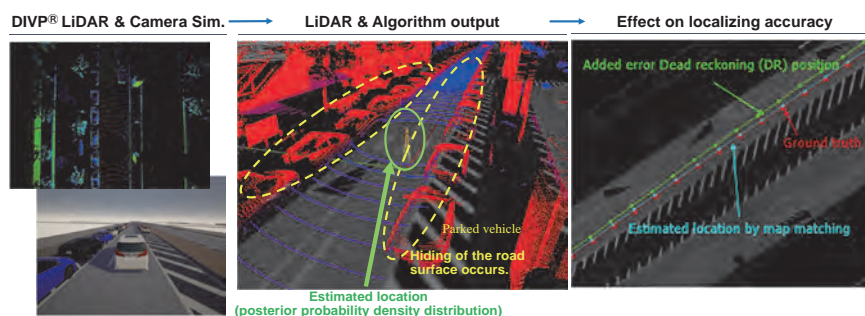 DIVP® LiDAR & Camera Sim.
LiDAR & Algorithm output
Effect on localizing accuracy
Added error Dead reckoning (DR) position
Ground truth
Estimated location by map matching
Parked vehicle
Hiding of the road
surface occurs.
Estimated location
(posterior probability density distribution)